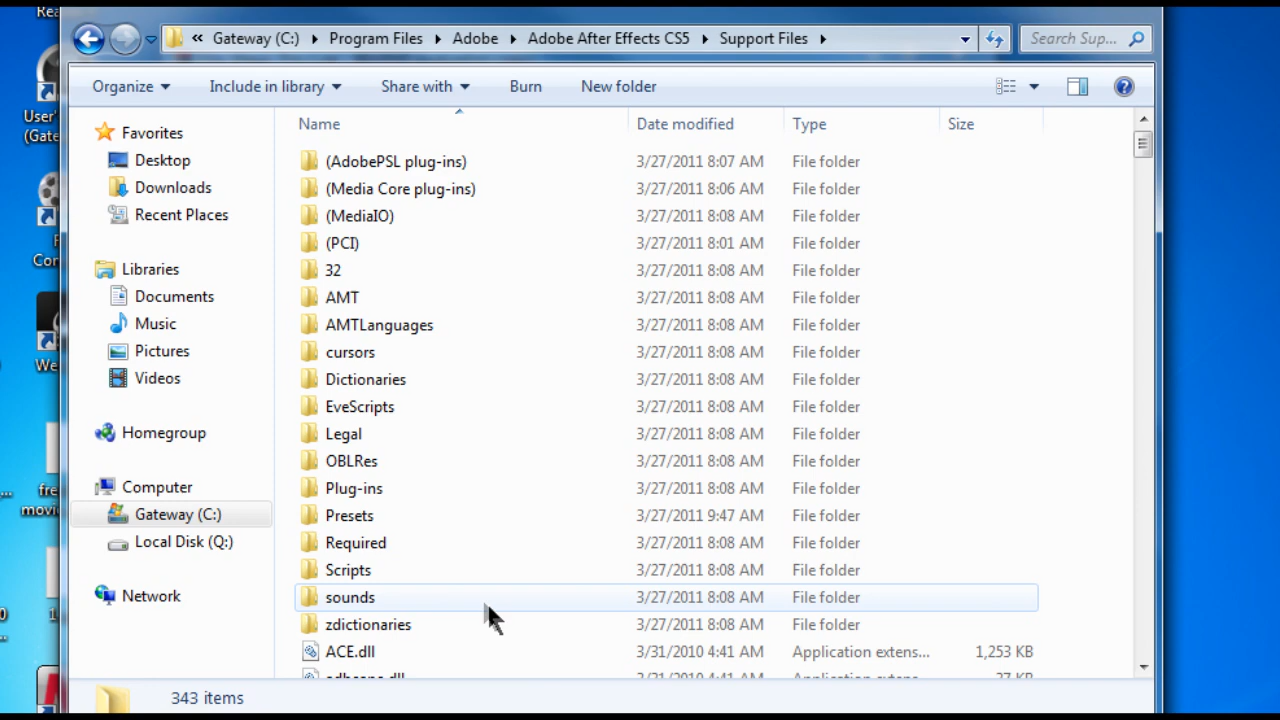 Rea
« Gateway (C:) Program Files Adobe Adobe After Effects CS5 Support Files
Search Sup...
Organize Include in library Share with Burn New folder
User'
(Gate
Cor
We
fre
movi
Favorites
Desktop
Downloads
Recent Places
Libraries
Documents
Music
Pictures
Videos
Homegroup
Computer
Gateway (C:)
Local Disk (Q:)
Network
Name Date modified Type Size
(AdobePSL plug-ins) 3/27/2011 8:07 AM File folder
(Media Core plug-ins) 3/27/2011 8:06 AM File folder
(MediaIO) 3/27/2011 8:08 AM File folder
(PCI) 3/27/2011 8:01 AM File folder
32 3/27/2011 8:08 AM File folder
AMT 3/27/2011 8:08 AM File folder
AMTLanguages 3/27/2011 8:08 AM File folder
cursors 3/27/2011 8:08 AM File folder
Dictionaries 3/27/2011 8:08 AM File folder
EveScripts 3/27/2011 8:08 AM File folder
Legal 3/27/2011 8:08 AM File folder
OBLRes 3/27/2011 8:08 AM File folder
Plug-ins 3/27/2011 8:08 AM File folder
Presets 3/27/2011 9:47 AM File folder
Required 3/27/2011 8:08 AM File folder
Scripts 3/27/2011 8:08 AM File folder
sounds 3/27/2011 8:08 AM File folder
zdictionaries 3/27/2011 8:08 AM File folder
ACE.dll 3/31/2010 4:41 AM Application extens... 1,253 KB
343 items